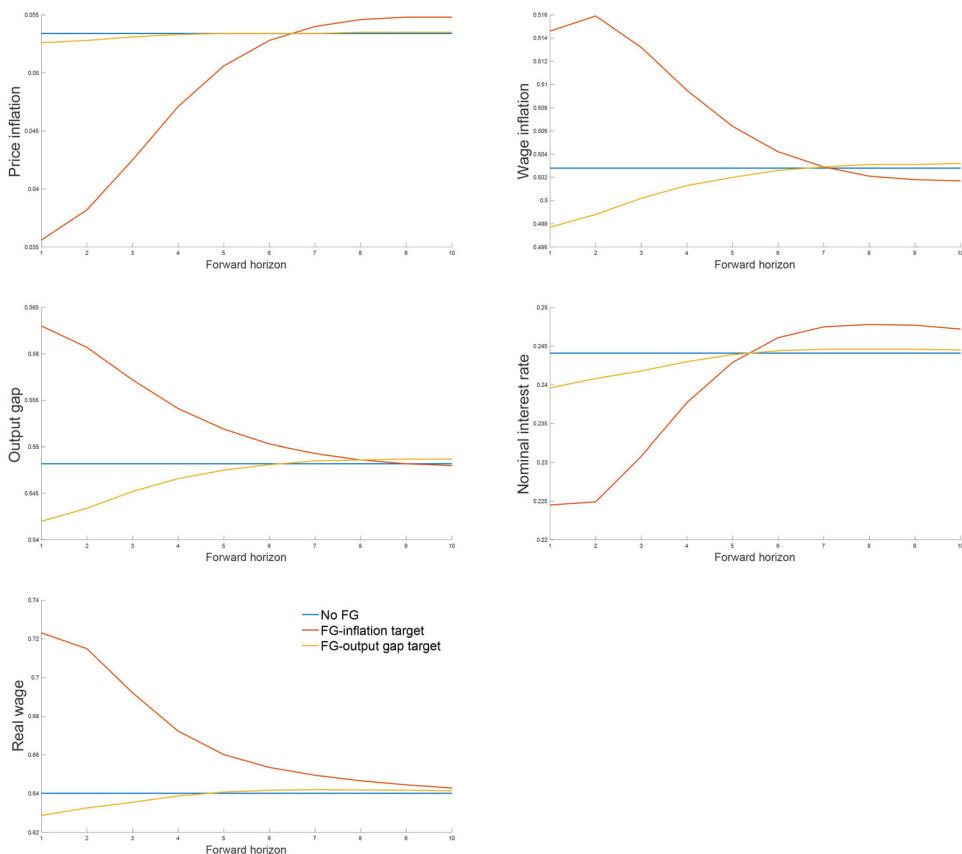 Price inflation
0.055
0.05
0.045
0.04
0.035
1 2 3 4 5 6 7 8 9 10
Forward horizon
Wage inflation
0.516
0.514
0.512
0.51
0.508
0.506
0.504
0.502
0.5
0.498
0.496
1 2 3 4 5 6 7 8 9 10
Forward horizon
Output gap
0.565
0.56
0.555
0.55
0.545
0.54
1 2 3 4 5 6 7 8 9 10
Forward horizon
Nominal interest rate
0.25
0.245
0.24
0.235
0.23
0.225
0.22
1 2 3 4 5 6 7 8 9 10
Forward horizon
Real wage
0.74
0.72
0.7
0.68
0.66
0.64
0.62
1 2 3 4 5 6 7 8 9 10
Forward horizon
No FG
FG-inflation target
FG-output gap target